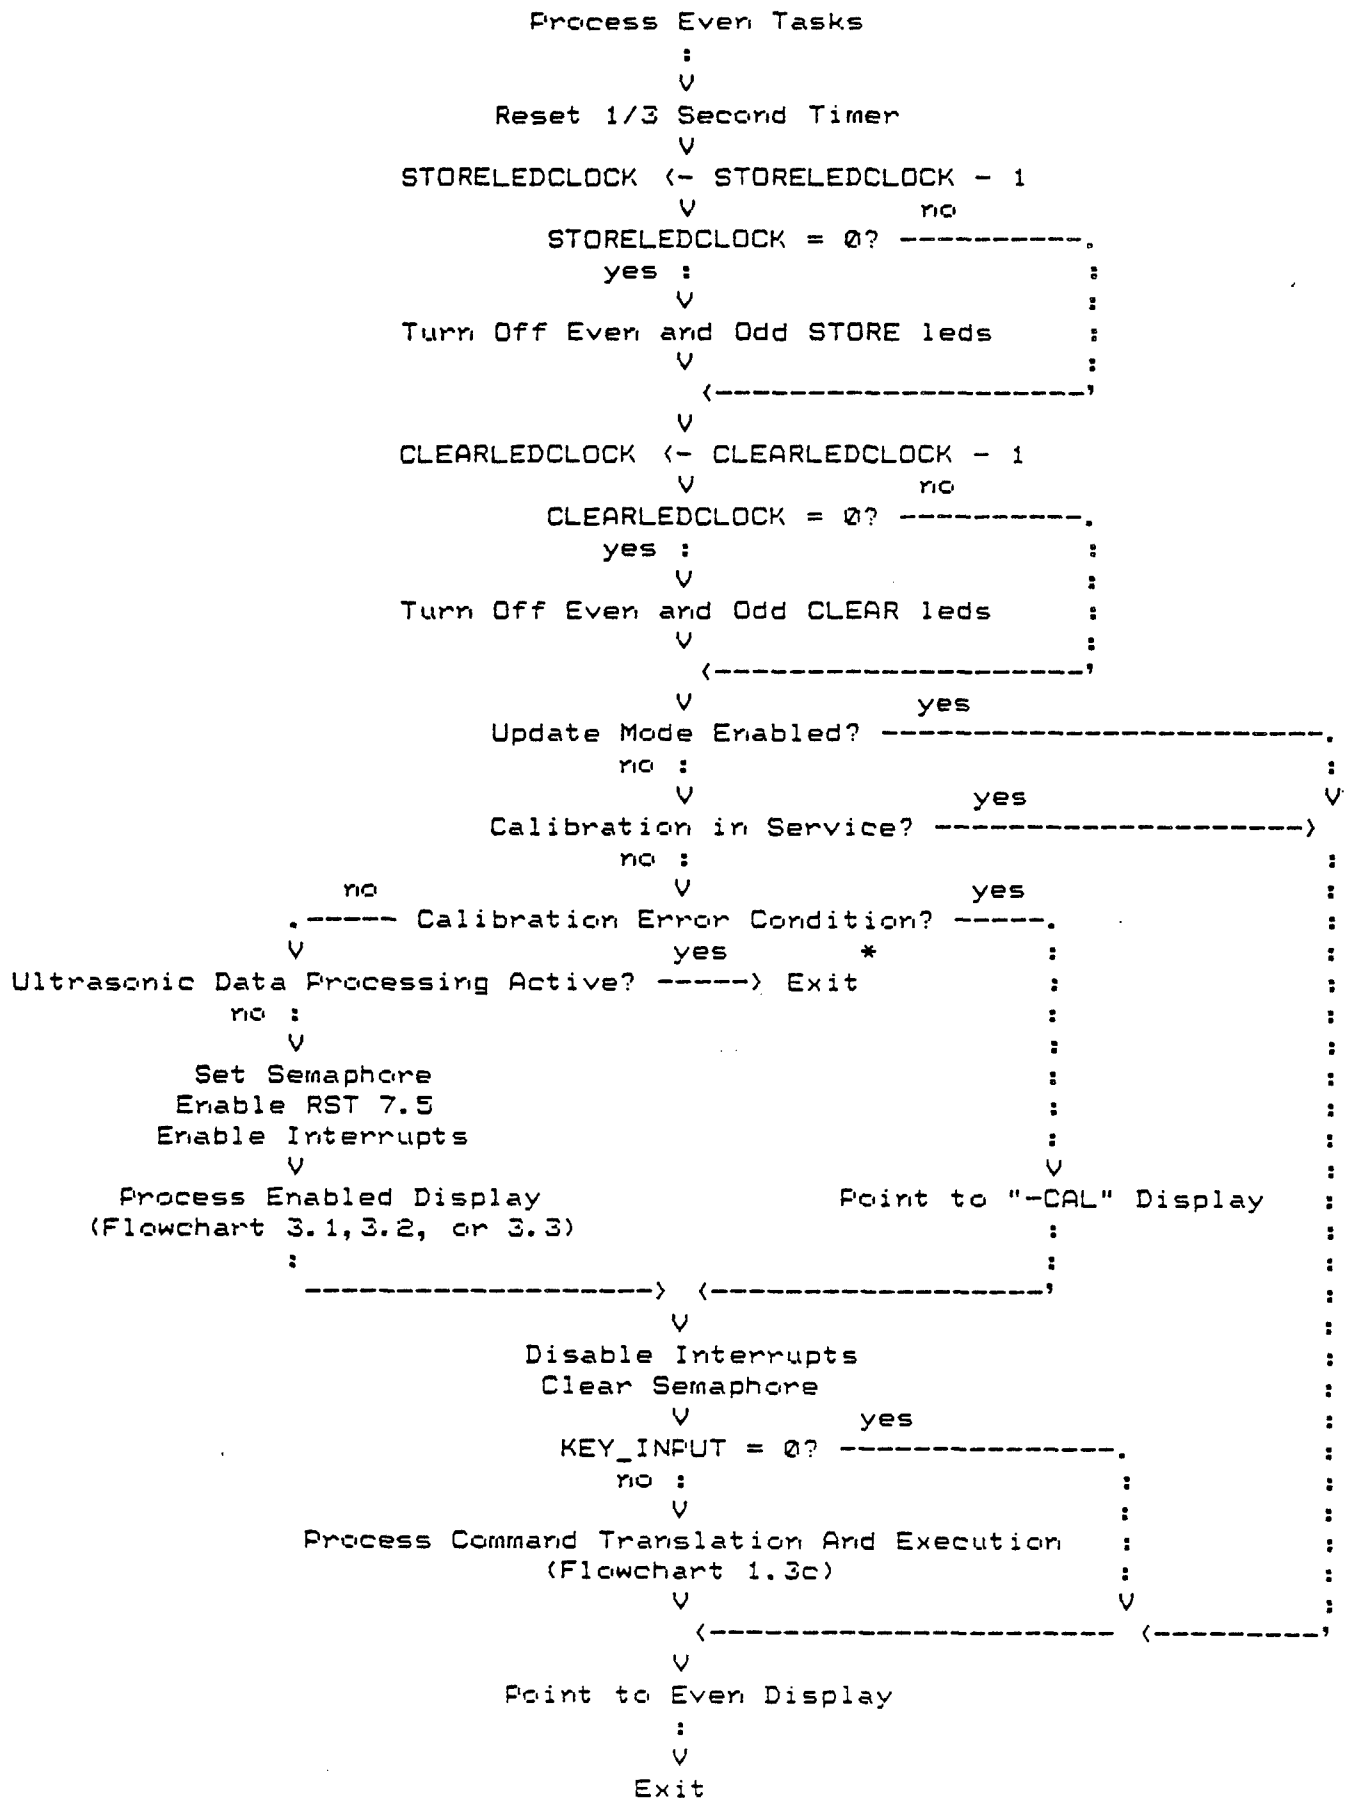 Process Even Tasks
:
V
Reset 1/3 Second Timer
V
STORELEDCLOCK <- STORELEDCLOCK - 1
V no
STORELEDCLOCK = 0? ----------.
yes : :
V :
Turn Off Even and Odd STORE leds :
V :
<---------------------'
V
CLEARLEDCLOCK <- CLEARLEDCLOCK - 1
V no
CLEARLEDCLOCK = 0? ----------.
yes : :
V :
Turn Off Even and Odd CLEAR leds :
V :
<---------------------'
V yes
Update Mode Enabled? ------------------------.
no : :
V yes V
Calibration in Service? -------------------->
no : :
no V yes :
.----- Calibration Error Condition? -----. :
V yes * : :
Ultrasonic Data Processing Active? -----> Exit : :
no : : :
V : :
Set Semaphore : :
Enable RST 7.5 : :
Enable Interrupts : :
V V :
Process Enabled Display Point to "-CAL" Display :
(Flowchart 3.1,3.2, or 3.3) : :
: : :
-------------------> <------------------' :
V :
Disable Interrupts :
Clear Semaphore :
V yes :
KEY_INPUT = 0? ---------------. :
no : : :
V : :
Process Command Translation And Execution : :
(Flowchart 1.3c) : :
V V :
<---------------------- <---------'
V
Point to Even Display
:
V
Exit